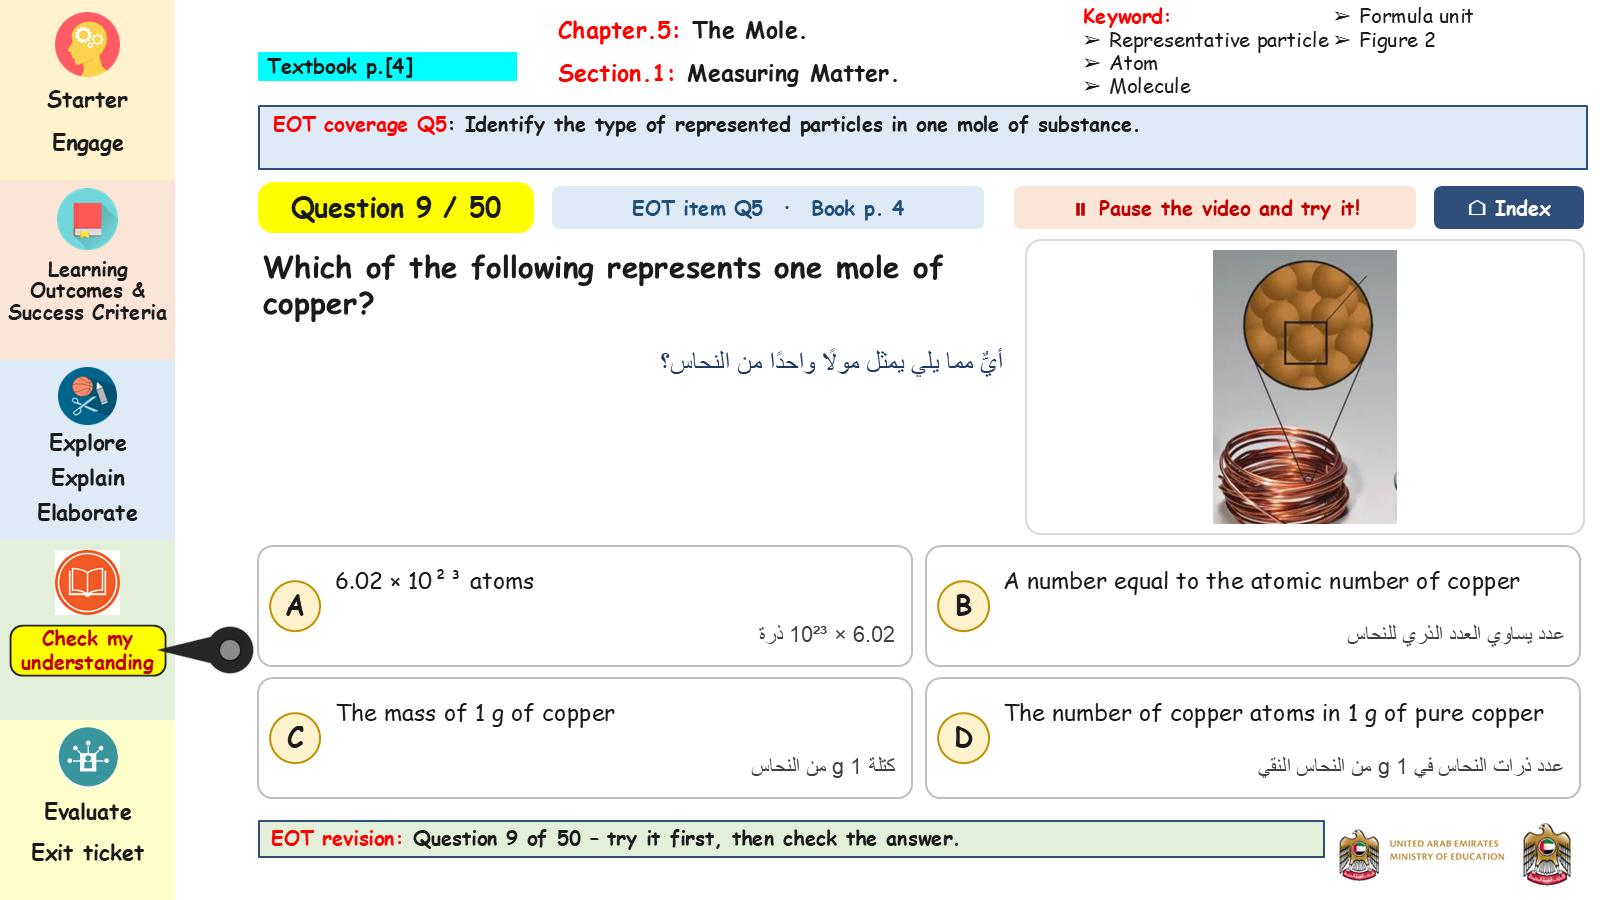 Starter
Engage
Learning
Outcomes &
Success Criteria
Explore
Explain
Elaborate
Check my
understanding
Evaluate
Exit ticket
Textbook p.[4]
Chapter.5: The Mole.
Section.1: Measuring Matter.
Keyword:
➢ Representative particle
➢ Atom
➢ Molecule
➢ Formula unit
➢ Figure 2
EOT coverage Q5: Identify the type of represented particles in one mole of substance.
Question 9 / 50
EOT item Q5 · Book p. 4
⏸ Pause the video and try it!
☖ Index
Which of the following represents one mole of
copper?
أيٌّ مما يلي يمثل مولًا واحدًا من النحاس؟
A
6.02 × 10²³ atoms
6.02 × 10²³ ذرة
B
A number equal to the atomic number of copper
عدد يساوي العدد الذري للنحاس
C
The mass of 1 g of copper
كتلة 1 g من النحاس
D
The number of copper atoms in 1 g of pure copper
عدد ذرات النحاس في 1 g من النحاس النقي
EOT revision: Question 9 of 50 – try it first, then check the answer.
UNITED ARAB EMIRATES
MINISTRY OF EDUCATION